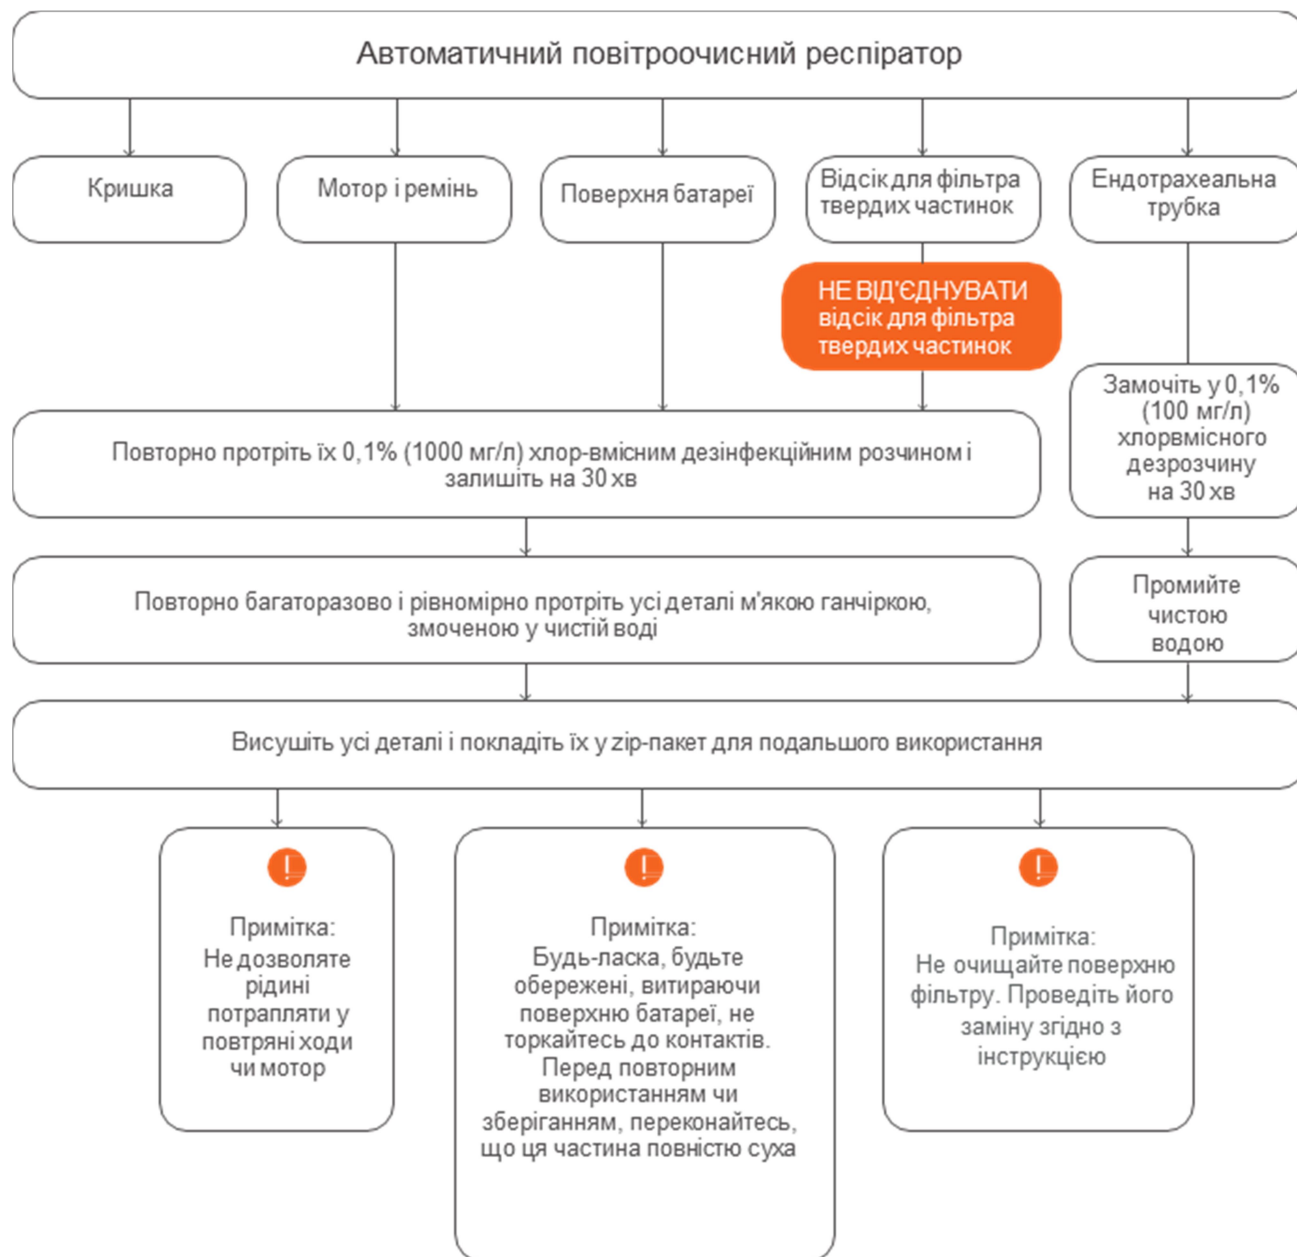 Автоматичний повітроочисний респіратор
Кришка
Мотор і ремінь
Поверхня батареї
Відсік для фільтра
твердих частинок
Ендотрахеальна
трубка
НЕ ВІД'ЄДНУВАТИ
відсік для фільтра
твердих частинок
Повторно протріть їх 0,1% (1000 мг/л) хлор-вмісним дезінфекційним розчином і
залишіть на 30 хв
Замочіть у 0,1%
(100 мг/л)
хлорвмісного
дезрозчину
на 30 хв
Повторно багаторазово і рівномірно протріть усі деталі м'якою ганчіркою,
змоченою у чистій воді
Промийте
чистою
водою
Висушіть усі деталі і покладіть їх у zip-пакет для подальшого використання
Примітка:
Не дозволяте
рідині
потрапляти у
повтряні ходи
чи мотор
Примітка:
Будь-ласка, будьте
обережені, витираючи
поверхню батареї, не
торкайтесь до контактів.
Перед повторним
використанням чи
зберіганням, переконайтесь,
що ця частина повністю суха
Примітка:
Не очищайте поверхню
фільтру. Проведіть його
заміну згідно з
інструкцією